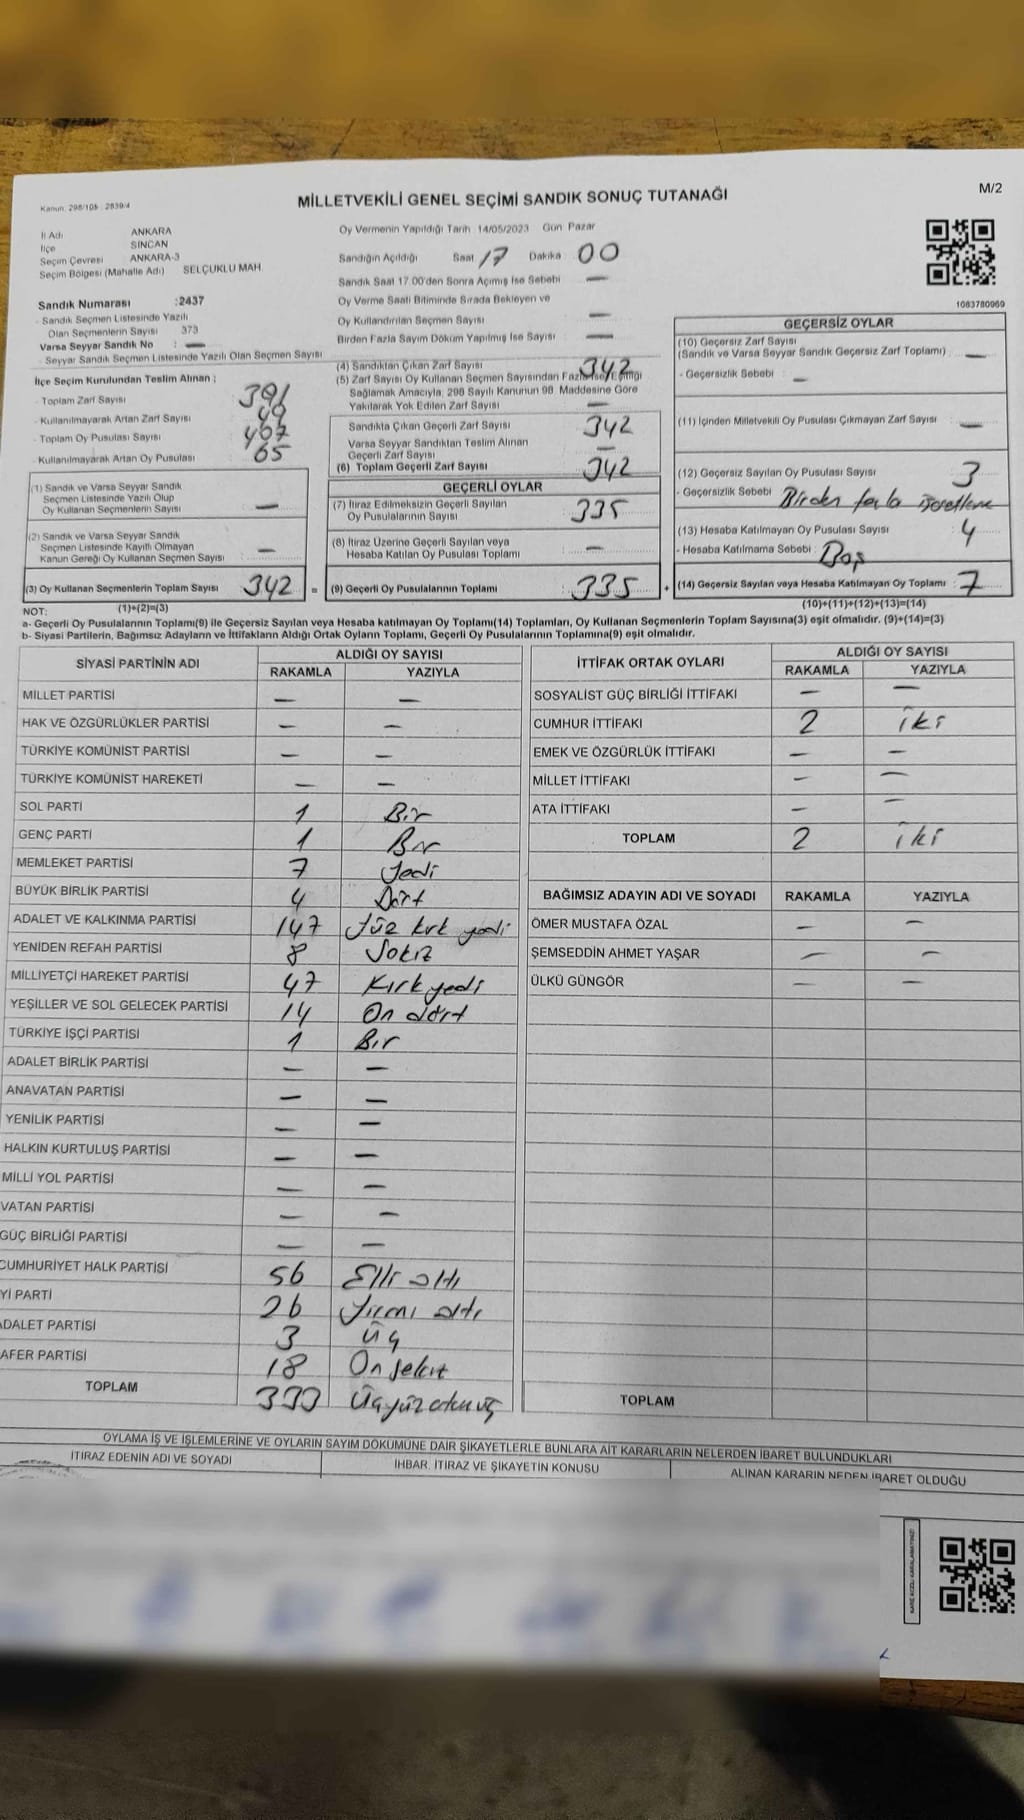 M/2
Kanun: 298/105 : 2839/4
MİLLETVEKİLİ GENEL SEÇİMİ SANDIK SONUÇ TUTANAĞI
İl Adı ANKARA
İlçe SİNCAN
Seçim Çevresi ANKARA-3
Seçim Bölgesi (Mahalle Adı) SELÇUKLU MAH.
Sandık Numarası :2437
- Sandık Seçmen Listesinde Yazılı
Olan Seçmenlerin Sayısı 373
Varsa Seyyar Sandık No : —
- Seyyar Sandık Seçmen Listesinde Yazılı Olan Seçmen Sayısı
İlçe Seçim Kurulundan Teslim Alınan ;
- Toplam Zarf Sayısı 391
- Kullanılmayarak Artan Zarf Sayısı 49
- Toplam Oy Pusulası Sayısı 407
- Kullanılmayarak Artan Oy Pusulası 65
(1) Sandık ve Varsa Seyyar Sandık
Seçmen Listesinde Yazılı Olup
Oy Kullanan Seçmenlerin Sayısı —
(2) Sandık ve Varsa Seyyar Sandık
Seçmen Listesinde Kayıtlı Olmayan
Kanun Gereği Oy Kullanan Seçmen Sayısı —
(3) Oy Kullanan Seçmenlerin Toplam Sayısı 342 =
Oy Vermenin Yapıldığı Tarih 14/05/2023 Gün Pazar
Sandığın Açıldığı Saat 17 Dakika 00
Sandık Saat 17.00'den Sonra Açımış İse Sebebi —
Oy Verme Saati Bitiminde Sırada Bekleyen ve
Oy Kullandırılan Seçmen Sayısı —
Birden Fazla Sayım Döküm Yapılmış İse Sayısı —
(4) Sandıktan Çıkan Zarf Sayısı 342
(5) Zarf Sayısı Oy Kullanan Seçmen Sayısından Fazla ise, Eşitliği
Sağlamak Amacıyla, 298 Sayılı Kanunun 98. Maddesine Göre
Yakılarak Yok Edilen Zarf Sayısı —
Sandıkta Çıkan Geçerli Zarf Sayısı 342
Varsa Seyyar Sandıktan Teslim Alınan
Geçerli Zarf Sayısı —
(6) Toplam Geçerli Zarf Sayısı 342
GEÇERLİ OYLAR
(7) İtiraz Edilmeksizin Geçerli Sayılan
Oy Pusulalarının Sayısı 335
(8) İtiraz Üzerine Geçerli Sayılan veya
Hesaba Katılan Oy Pusulası Toplamı —
(9) Geçerli Oy Pusulalarının Toplamı : 335 +
1083780969
GEÇERSİZ OYLAR
(10) Geçersiz Zarf Sayısı
(Sandık ve Varsa Seyyar Sandık Geçersiz Zarf Toplamı) —
- Geçersizlik Sebebi : —
(11) İçinden Milletvekili Oy Pusulası Çıkmayan Zarf Sayısı —
(12) Geçersiz Sayılan Oy Pusulası Sayısı 3
- Geçersizlik Sebebi Birden fazla işaretleme
(13) Hesaba Katılmayan Oy Pusulası Sayısı 4
- Hesaba Katılmama Sebebi : Boş
(14) Geçersiz Sayılan veya Hesaba Katılmayan Oy Toplamı : 7
NOT: (1)+(2)=(3) (10)+(11)+(12)+(13)=(14)
a- Geçerli Oy Pusulalarının Toplamı(9) ile Geçersiz Sayılan veya Hesaba katılmayan Oy Toplamı(14) Toplamları, Oy Kullanan Seçmenlerin Toplam Sayısına(3) eşit olmalıdır. (9)+(14)=(3)
b- Siyasi Partilerin, Bağımsız Adayların ve İttifakların Aldığı Ortak Oyların Toplamı, Geçerli Oy Pusulalarının Toplamına(9) eşit olmalıdır.
SİYASİ PARTİNİN ADI ALDIĞI OY SAYISI
RAKAMLA YAZIYLA
MİLLET PARTİSİ — —
HAK VE ÖZGÜRLÜKLER PARTİSİ — —
TÜRKİYE KOMÜNİST PARTİSİ — —
TÜRKİYE KOMÜNİST HAREKETİ — —
SOL PARTİ 1 Bir
GENÇ PARTİ 1 Bir
MEMLEKET PARTİSİ 7 Yedi
BÜYÜK BİRLİK PARTİSİ 4 Dört
ADALET VE KALKINMA PARTİSİ 147 Yüz kırk yedi
YENİDEN REFAH PARTİSİ 8 Sekiz
MİLLİYETÇİ HAREKET PARTİSİ 47 Kırk yedi
YEŞİLLER VE SOL GELECEK PARTİSİ 14 On dört
TÜRKİYE İŞÇİ PARTİSİ 1 Bir
ADALET BİRLİK PARTİSİ — —
ANAVATAN PARTİSİ — —
YENİLİK PARTİSİ — —
HALKIN KURTULUŞ PARTİSİ — —
MİLLİ YOL PARTİSİ — —
VATAN PARTİSİ — —
GÜÇ BİRLİĞİ PARTİSİ — —
CUMHURİYET HALK PARTİSİ 56 Elli altı
Yİ PARTİ 26 Yirmi altı
DALET PARTİSİ 3 Üç
AFER PARTİSİ 18 On sekiz
TOPLAM 333 Üçyüzotuzüç
İTTİFAK ORTAK OYLARI ALDIĞI OY SAYISI
RAKAMLA YAZIYLA
SOSYALİST GÜÇ BİRLİĞİ İTTİFAKI — —
CUMHUR İTTİFAKI 2 iki
EMEK VE ÖZGÜRLÜK İTTİFAKI — —
MİLLET İTTİFAKI — —
ATA İTTİFAKI — —
TOPLAM 2 iki
BAĞIMSIZ ADAYIN ADI VE SOYADI RAKAMLA YAZIYLA
ÖMER MUSTAFA ÖZAL — —
ŞEMSEDDİN AHMET YAŞAR — —
ÜLKÜ GÜNGÖR — —
TOPLAM
OYLAMA İŞ VE İŞLEMLERİNE VE OYLARIN SAYIM DÖKÜMÜNE DAİR ŞİKAYETLERLE BUNLARA AİT KARARLARIN NELERDEN İBARET BULUNDUKLARI
İTİRAZ EDENİN ADI VE SOYADI İHBAR, İTİRAZ VE ŞİKAYETİN KONUSU ALINAN KARARIN NEDEN İBARET OLDUĞU